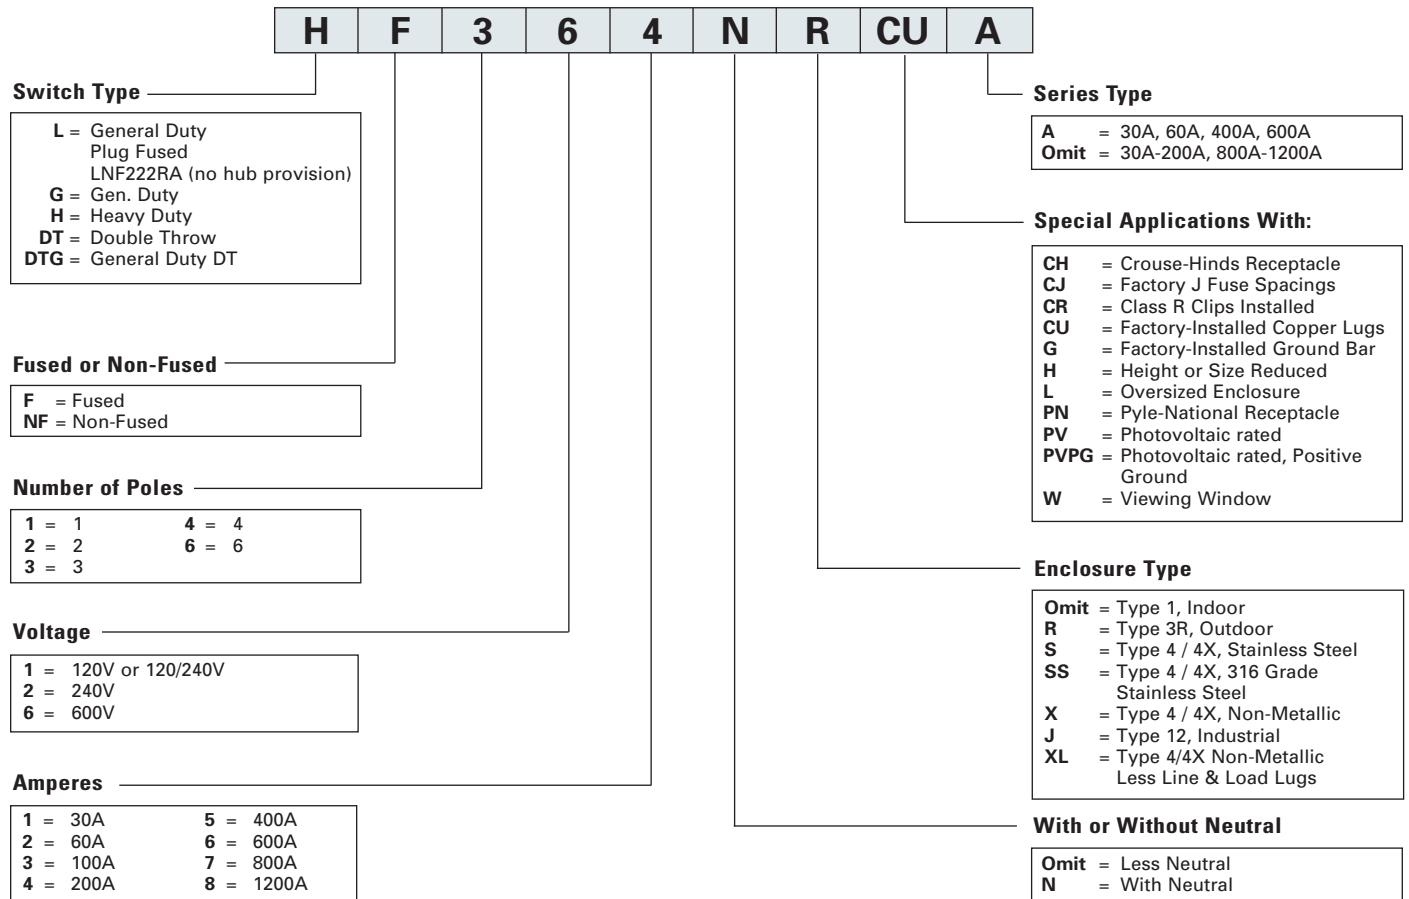 H F 3 6 4 N R CU A
Switch Type
L = General Duty
Plug Fused
LNF222RA (no hub provision)
G = Gen. Duty
H = Heavy Duty
DT = Double Throw
DTG = General Duty DT
Fused or Non-Fused
F = Fused
NF = Non-Fused
Number of Poles
1 = 1 4 = 4
2 = 2 6 = 6
3 = 3
Voltage
1 = 120V or 120/240V
2 = 240V
6 = 600V
Amperes
1 = 30A 5 = 400A
2 = 60A 6 = 600A
3 = 100A 7 = 800A
4 = 200A 8 = 1200A
Series Type
A = 30A, 60A, 400A, 600A
Omit = 30A-200A, 800A-1200A
Special Applications With:
CH = Crouse-Hinds Receptacle
CJ = Factory J Fuse Spacings
CR = Class R Clips Installed
CU = Factory-Installed Copper Lugs
G = Factory-Installed Ground Bar
H = Height or Size Reduced
L = Oversized Enclosure
PN = Pyle-National Receptacle
PV = Photovoltaic rated
PVPG = Photovoltaic rated, Positive
Ground
W = Viewing Window
Enclosure Type
Omit = Type 1, Indoor
R = Type 3R, Outdoor
S = Type 4 / 4X, Stainless Steel
SS = Type 4 / 4X, 316 Grade
Stainless Steel
X = Type 4 / 4X, Non-Metallic
J = Type 12, Industrial
XL = Type 4/4X Non-Metallic
Less Line & Load Lugs
With or Without Neutral
Omit = Less Neutral
N = With Neutral